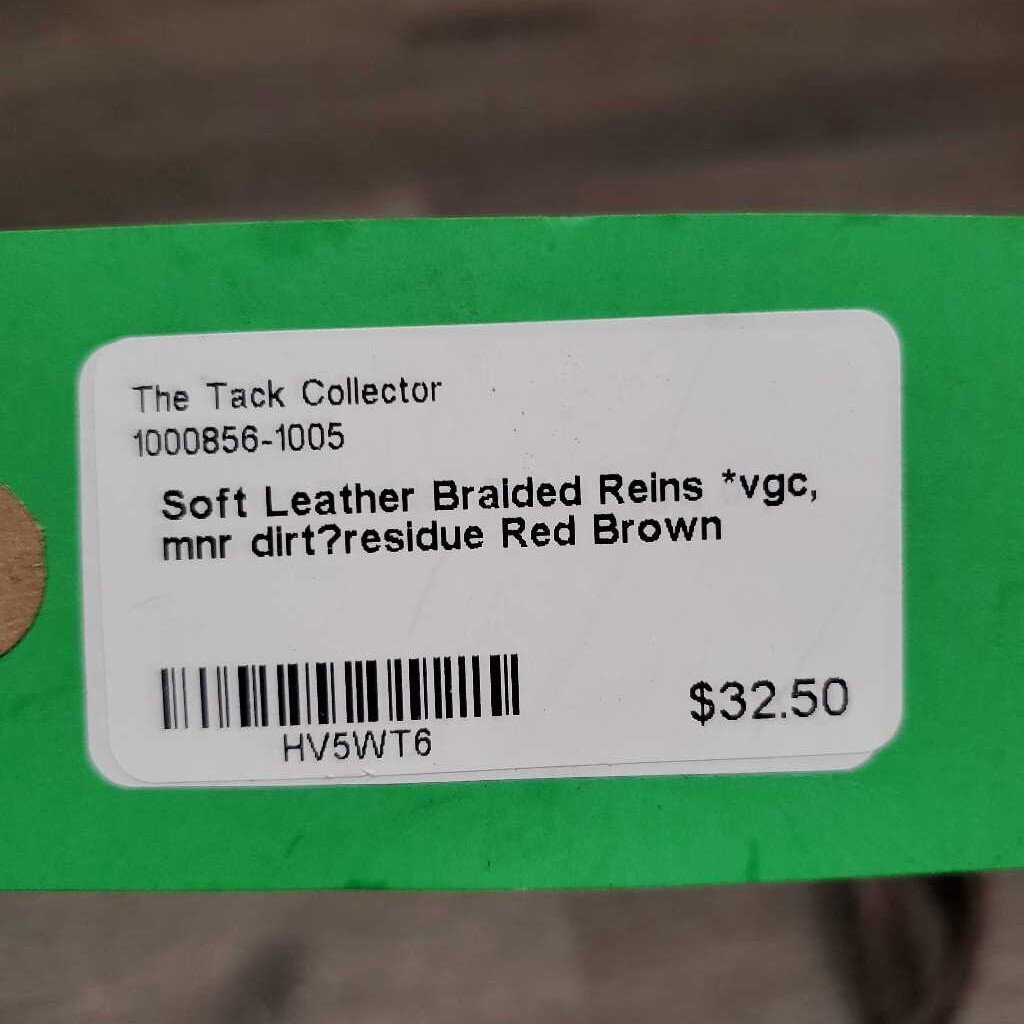 The Tack Collector
1000856-1005
Soft Leather Braided Reins *vgc,
mnr dirt?residue Red Brown
HV5WT6
$32.50